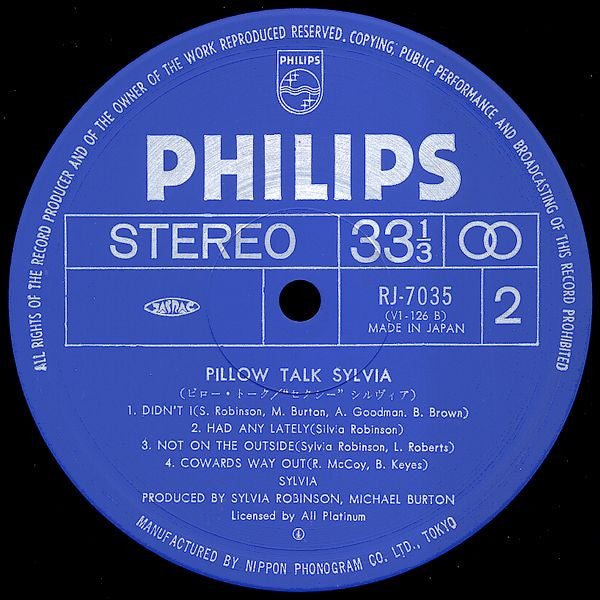 ALL RIGHTS OF THE RECORD PRODUCER AND OF THE OWNER OF THE WORK REPRODUCED RESERVED. COPYING, PUBLIC PERFORMANCE AND BROADCASTING OF THIS RECORD PROHIBITED
PHILIPS
PHILIPS
STEREO 33 1/3
JASRAC RJ-7035 2
(V1-126 B)
MADE IN JAPAN
PILLOW TALK SYLVIA
(ピロー・トーク/“セクシー” シルヴィア)
1. DIDN'T I(S. Robinson, M. Burton, A. Goodman. B. Brown)
2. HAD ANY LATELY(Silvia Robinson)
3. NOT ON THE OUTSIDE(Sylvia Robinson, L. Roberts)
4. COWARDS WAY OUT(R. McCoy, B. Keyes)
SYLVIA
PRODUCED BY SYLVIA ROBINSON, MICHAEL BURTON
Licensed by All Platinum
MANUFACTURED BY NIPPON PHONOGRAM CO. LTD., TOKYO